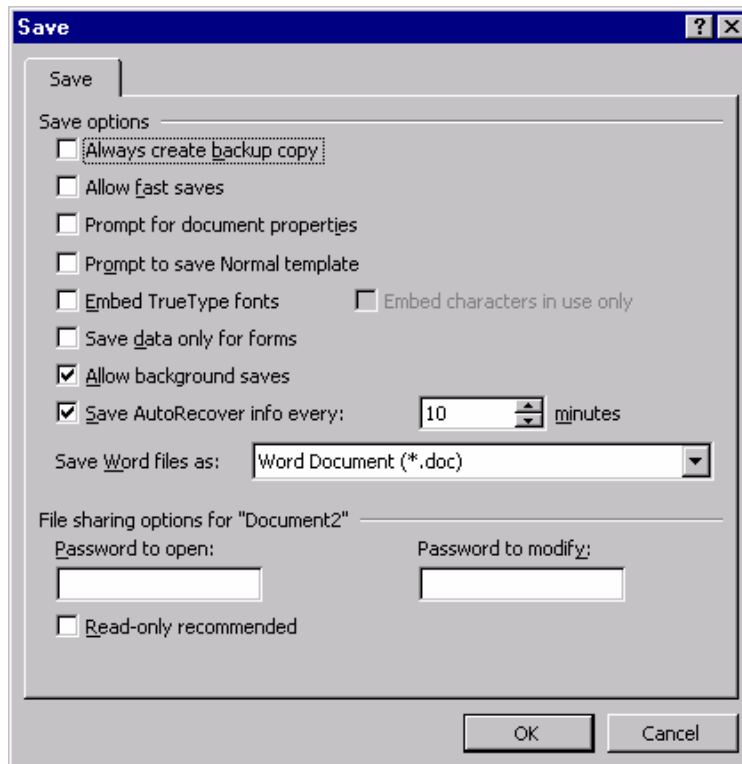 Save
Save
Save options
Always create backup copy
Allow fast saves
Prompt for document properties
Prompt to save Normal template
Embed TrueType fonts Embed characters in use only
Save data only for forms
Allow background saves
Save AutoRecover info every: 10 minutes
Save Word files as: Word Document (*.doc)
File sharing options for "Document2"
Password to open: Password to modify:
Read-only recommended
OK Cancel